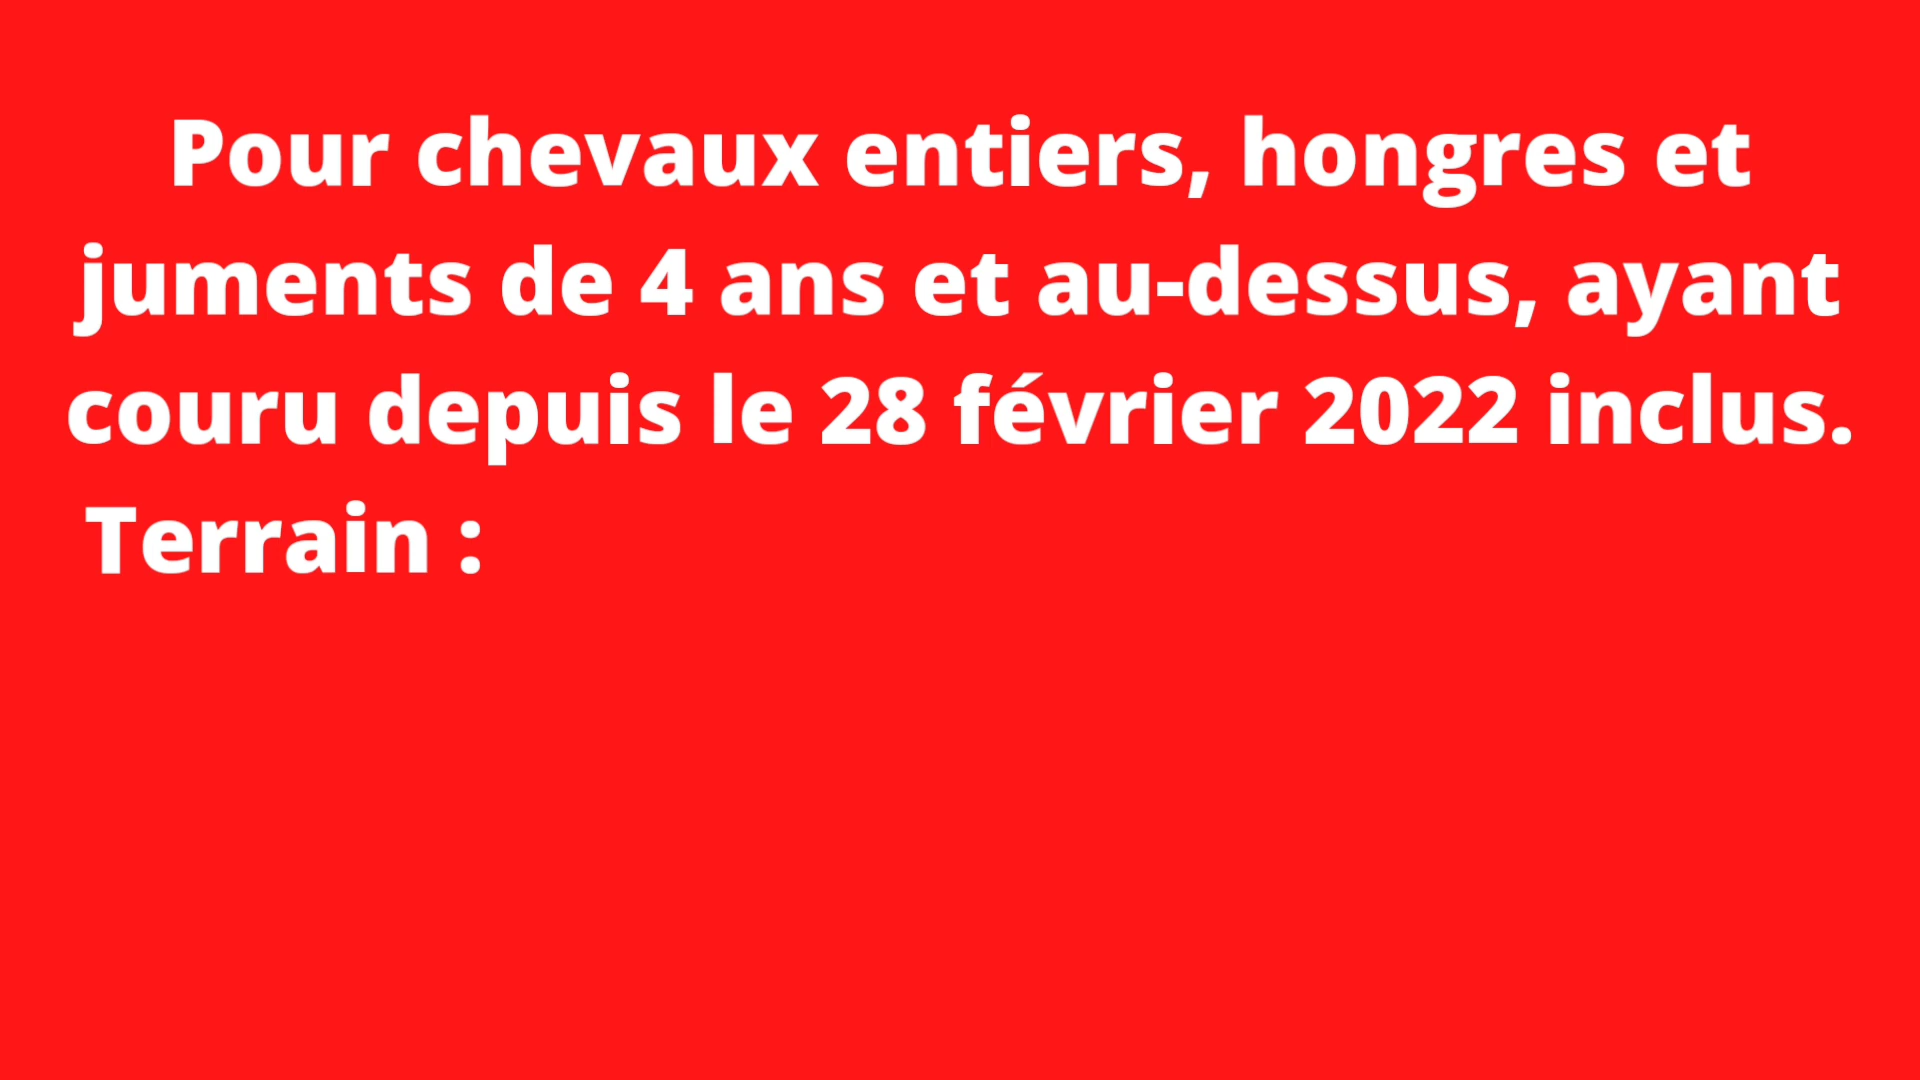 Pour chevaux entiers, hongres et
juments de 4 ans et au-dessus, ayant
couru depuis le 28 février 2022 inclus.
Terrain :